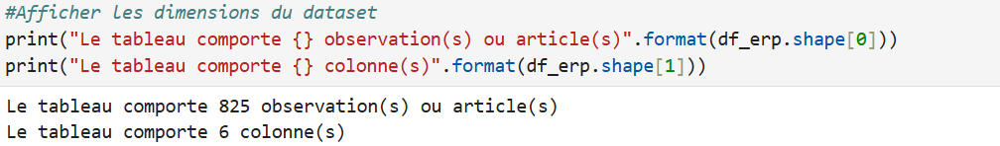 #Afficher les dimensions du dataset
print("Le tableau comporte {} observation(s) ou article(s)".format(df_erp.shape[0]))
print("Le tableau comporte {} colonne(s)".format(df_erp.shape[1]))
Le tableau comporte 825 observation(s) ou article(s)
Le tableau comporte 6 colonne(s)